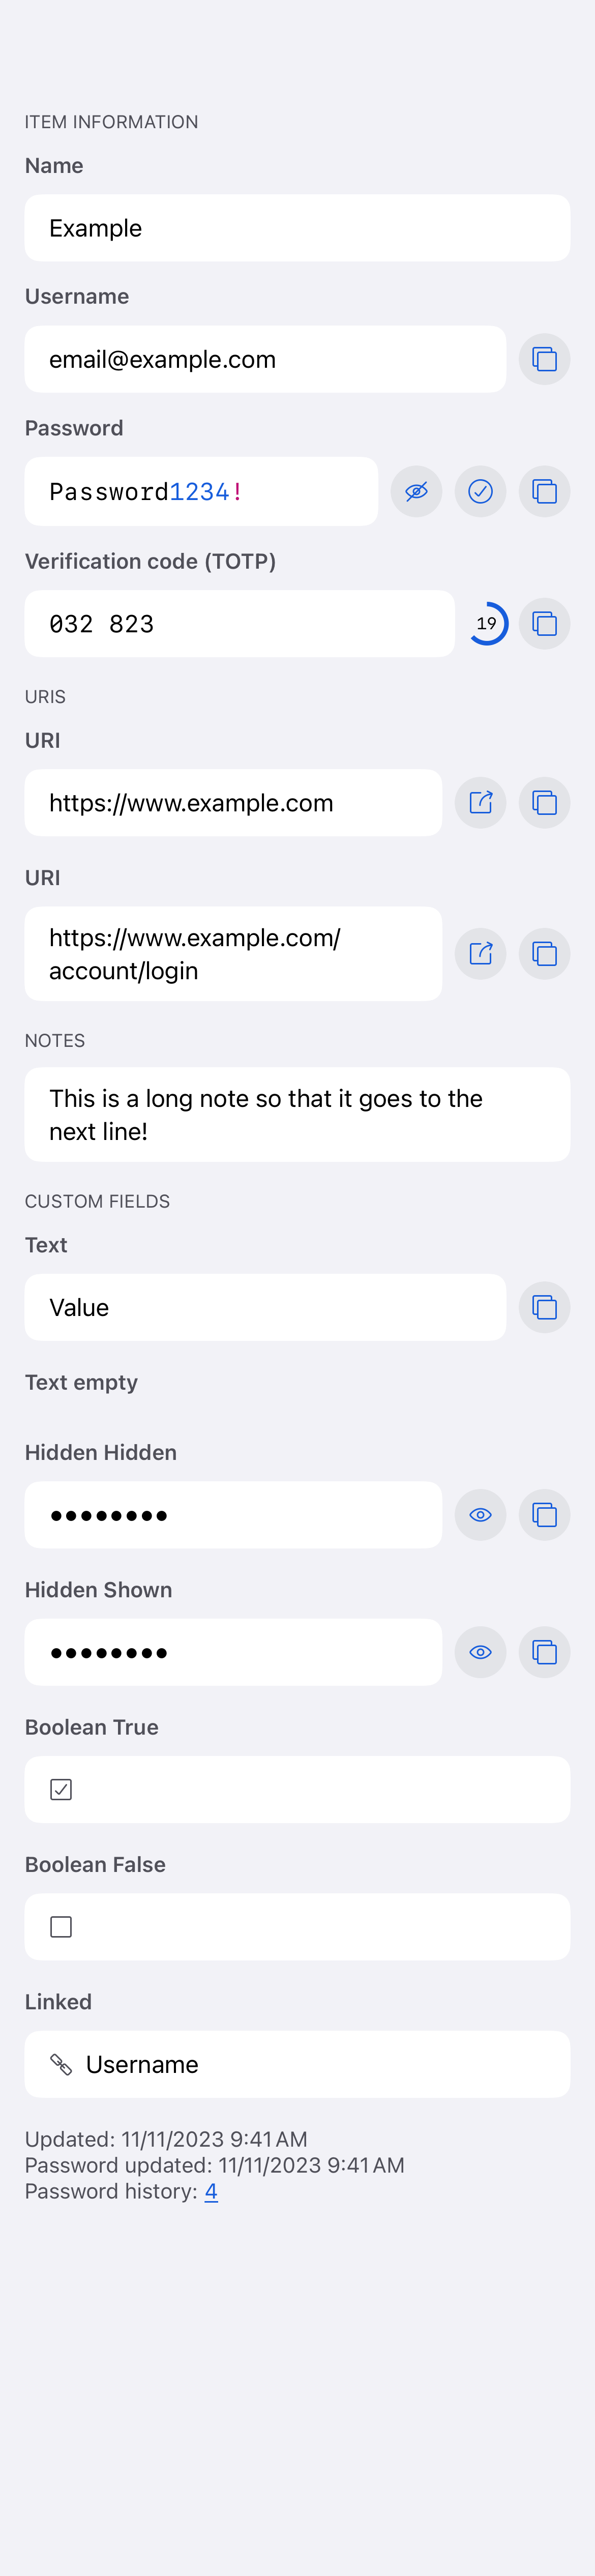 ITEM INFORMATION
Name
Example
Username
email@example.com
Password
Password1234!
Verification code (TOTP)
032 823
19
URIS
URI
https://www.example.com
URI
https://www.example.com/
account/login
NOTES
This is a long note so that it goes to the
next line!
CUSTOM FIELDS
Text
Value
Text empty
Hidden Hidden
••••••••
Hidden Shown
••••••••
Boolean True
Boolean False
Linked
Username
Updated: 11/11/2023 9:41 AM
Password updated: 11/11/2023 9:41 AM
Password history: 4